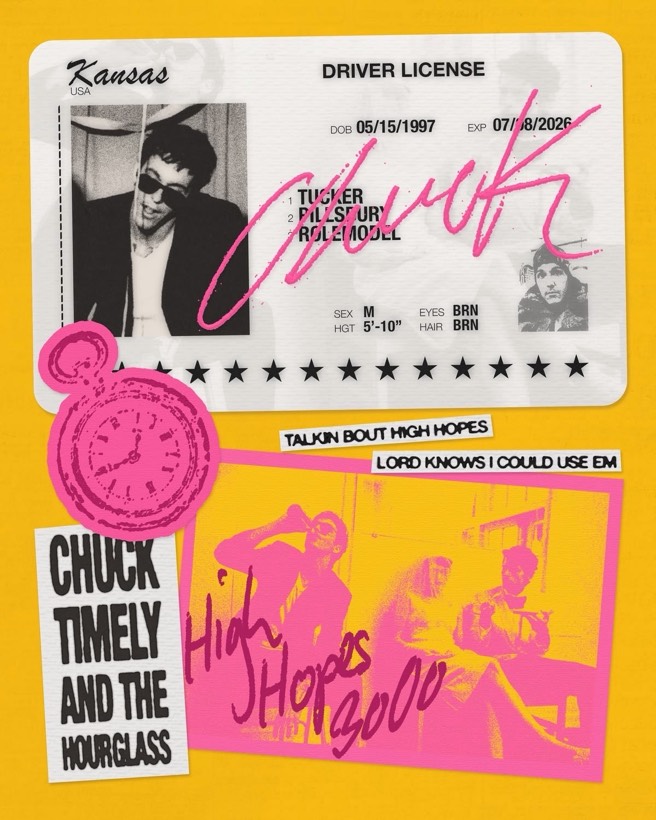 Kansas
USA
DRIVER LICENSE
DOB 05/15/1997 EXP 07/08/2026
chuck
1 TUCKER
2 PILLSBURY
ROLEMODEL
SEX M EYES BRN
HGT 5'-10" HAIR BRN
TALKIN BOUT HIGH HOPES
LORD KNOWS I COULD USE EM
CHUCK
TIMELY
AND THE
HOURGLASS
High
Hopes
3000